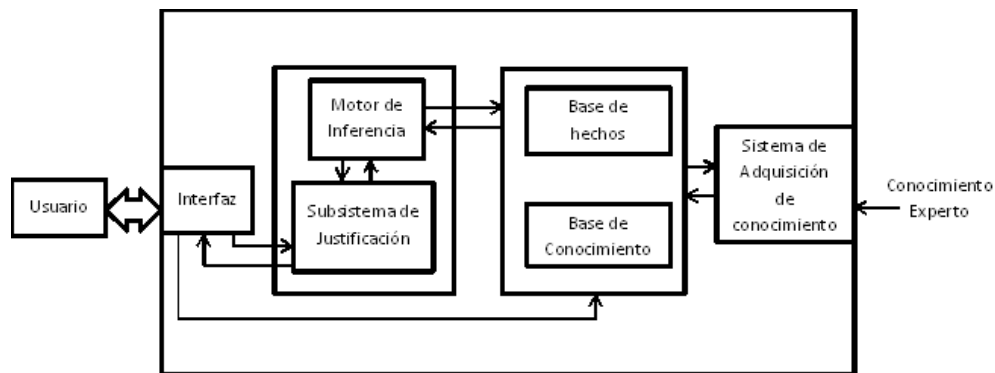 Usuario
Interfaz
Motor de
Inferencia
Subsistema de
Justificación
Base de
hechos
Base de
Conocimiento
Sistema de
Adquisición
de
conocimiento
Conocimiento
Experto